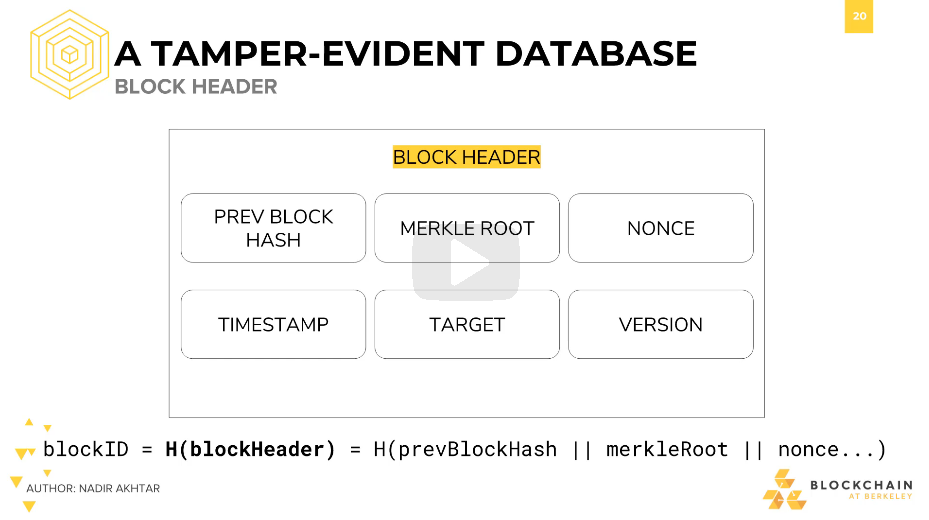 20
A TAMPER-EVIDENT DATABASE
BLOCK HEADER
BLOCK HEADER
PREV BLOCK
HASH
MERKLE ROOT
NONCE
TIMESTAMP
TARGET
VERSION
blockID = H(blockHeader) = H(prevBlockHash || merkleRoot || nonce...)
AUTHOR: NADIR AKHTAR
BLOCKCHAIN
AT BERKELEY